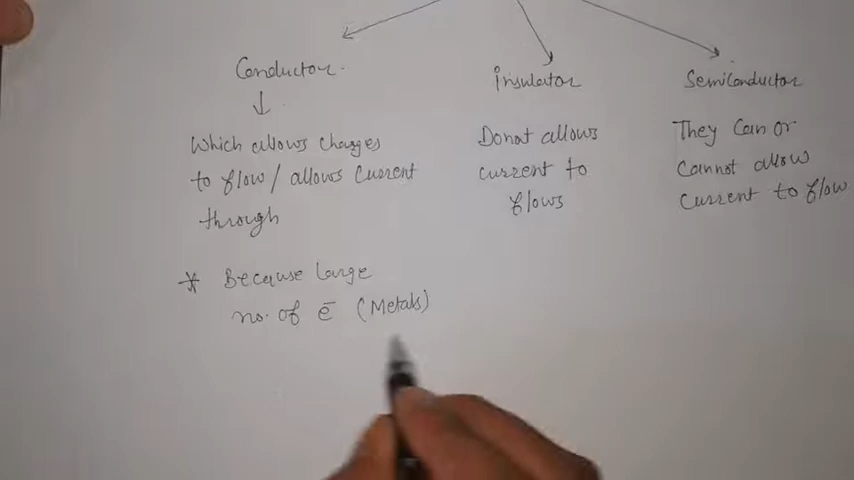 Conductor
Which allows charges
to flow / allows current
through
* Because large
no. of ē (Metals)
insulator
Donot allows
current to
flows
Semiconductor
They Can or
Cannot allow
current to flow